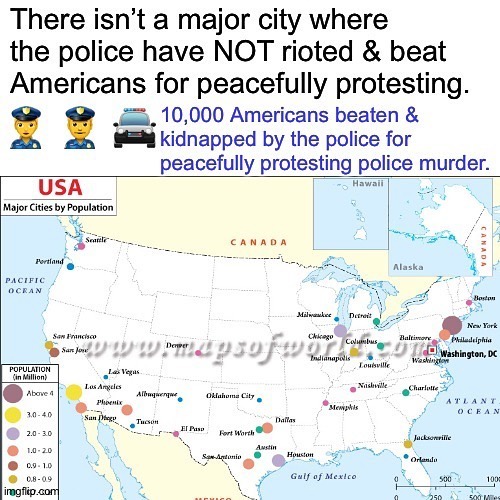 There isn't a major city where
the police have NOT rioted & beat
Americans for peacefully protesting.
10,000 Americans beaten &
kidnapped by the police for
peacefully protesting police murder.
USA
Major Cities by Population
Hawaii
Alaska
CANADA
CANADA
Seattle
Portland
PACIFIC
OCEAN
Boston
Milwaukee
Detroit
New York
Chicago
Columbus
Baltimore
Philadelphia
San Francisco
San Jose
Denver
www.mapsofworld.com
Indianapolis
Washington
Washington, DC
Louisville
Las Vegas
POPULATION
(in Million)
Above 4
3.0 - 4.0
2.0 - 3.0
1.0 - 2.0
0.9 - 1.0
0.8 - 0.9
Los Angeles
Albuquerque
Oklahoma City
Nashville
Charlotte
Phoenix
Memphis
ATLANT
OCEAN
San Diego
Tucson
Dallas
El Paso
Fort Worth
Jacksonville
Austin
San Antonio
Houston
Orlando
Gulf of Mexico
MEXICO
0 500 1000
0 250 500 Mil
imgflip.com